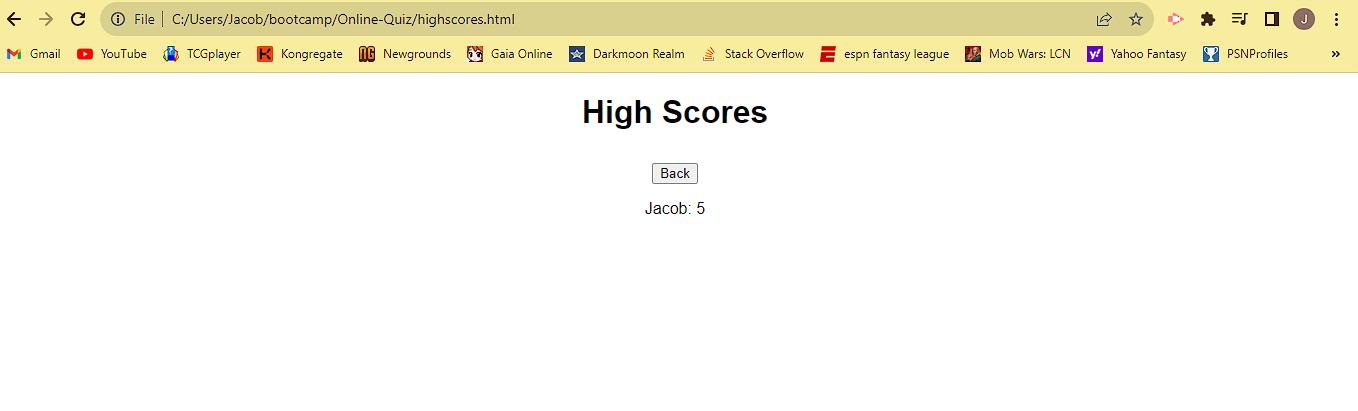 File C:/Users/Jacob/bootcamp/Online-Quiz/highscores.html J
Gmail YouTube TCGplayer Kongregate Newgrounds Gaia Online Darkmoon Realm Stack Overflow espn fantasy league Mob Wars: LCN Yahoo Fantasy PSNProfiles »
High Scores
Back
Jacob: 5